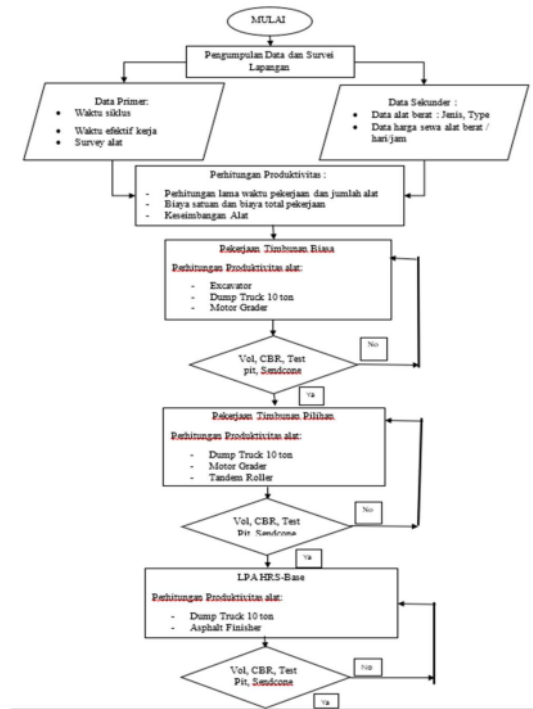 MULAI
Pengumpulan Data dan Survei
Lapangan
Data Primer:
• Waktu siklus
• Waktu efektif kerja
• Survey alat
Data Sekunder :
• Data alat berat : Jenis, Type
• Data harga sewa alat berat /
hari/jam
Perhitungan Produktivitas :
- Perhitungan lama waktu pekerjaan dan jumlah alat
- Biaya satuan dan biaya total pekerjaan
- Keseimbangan Alat
Pekerjaan Timbunan Biasa
Perhitungan Produktivitas alat:
- Excavator
- Dump Truck 10 ton
- Motor Grader
No
Vol, CBR, Test
pit, Sendcone
Ya
Pekerjaan Timbunan Pilihan
Perhitungan Produktivitas alat:
- Dump Truck 10 ton
- Motor Grader
- Tandem Roller
No
Vol, CBR, Test
Pit, Sendcone
Ya
LPA HRS-Base
Perhitungan Produktivitas alat:
- Dump Truck 10 ton
- Asphalt Finisher
No
Vol, CBR, Test
Pit, Sendcone
Ya